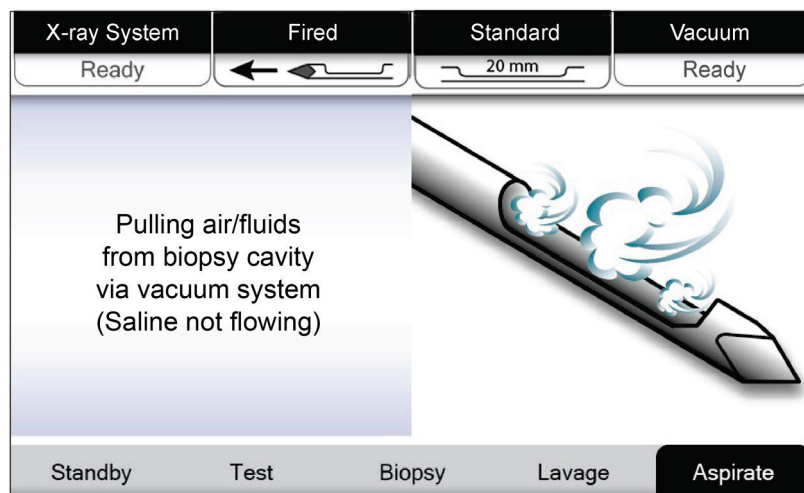 X-ray System Fired Standard Vacuum
Ready 20 mm Ready
Pulling air/fluids
from biopsy cavity
via vacuum system
(Saline not flowing)
Standby Test Biopsy Lavage Aspirate